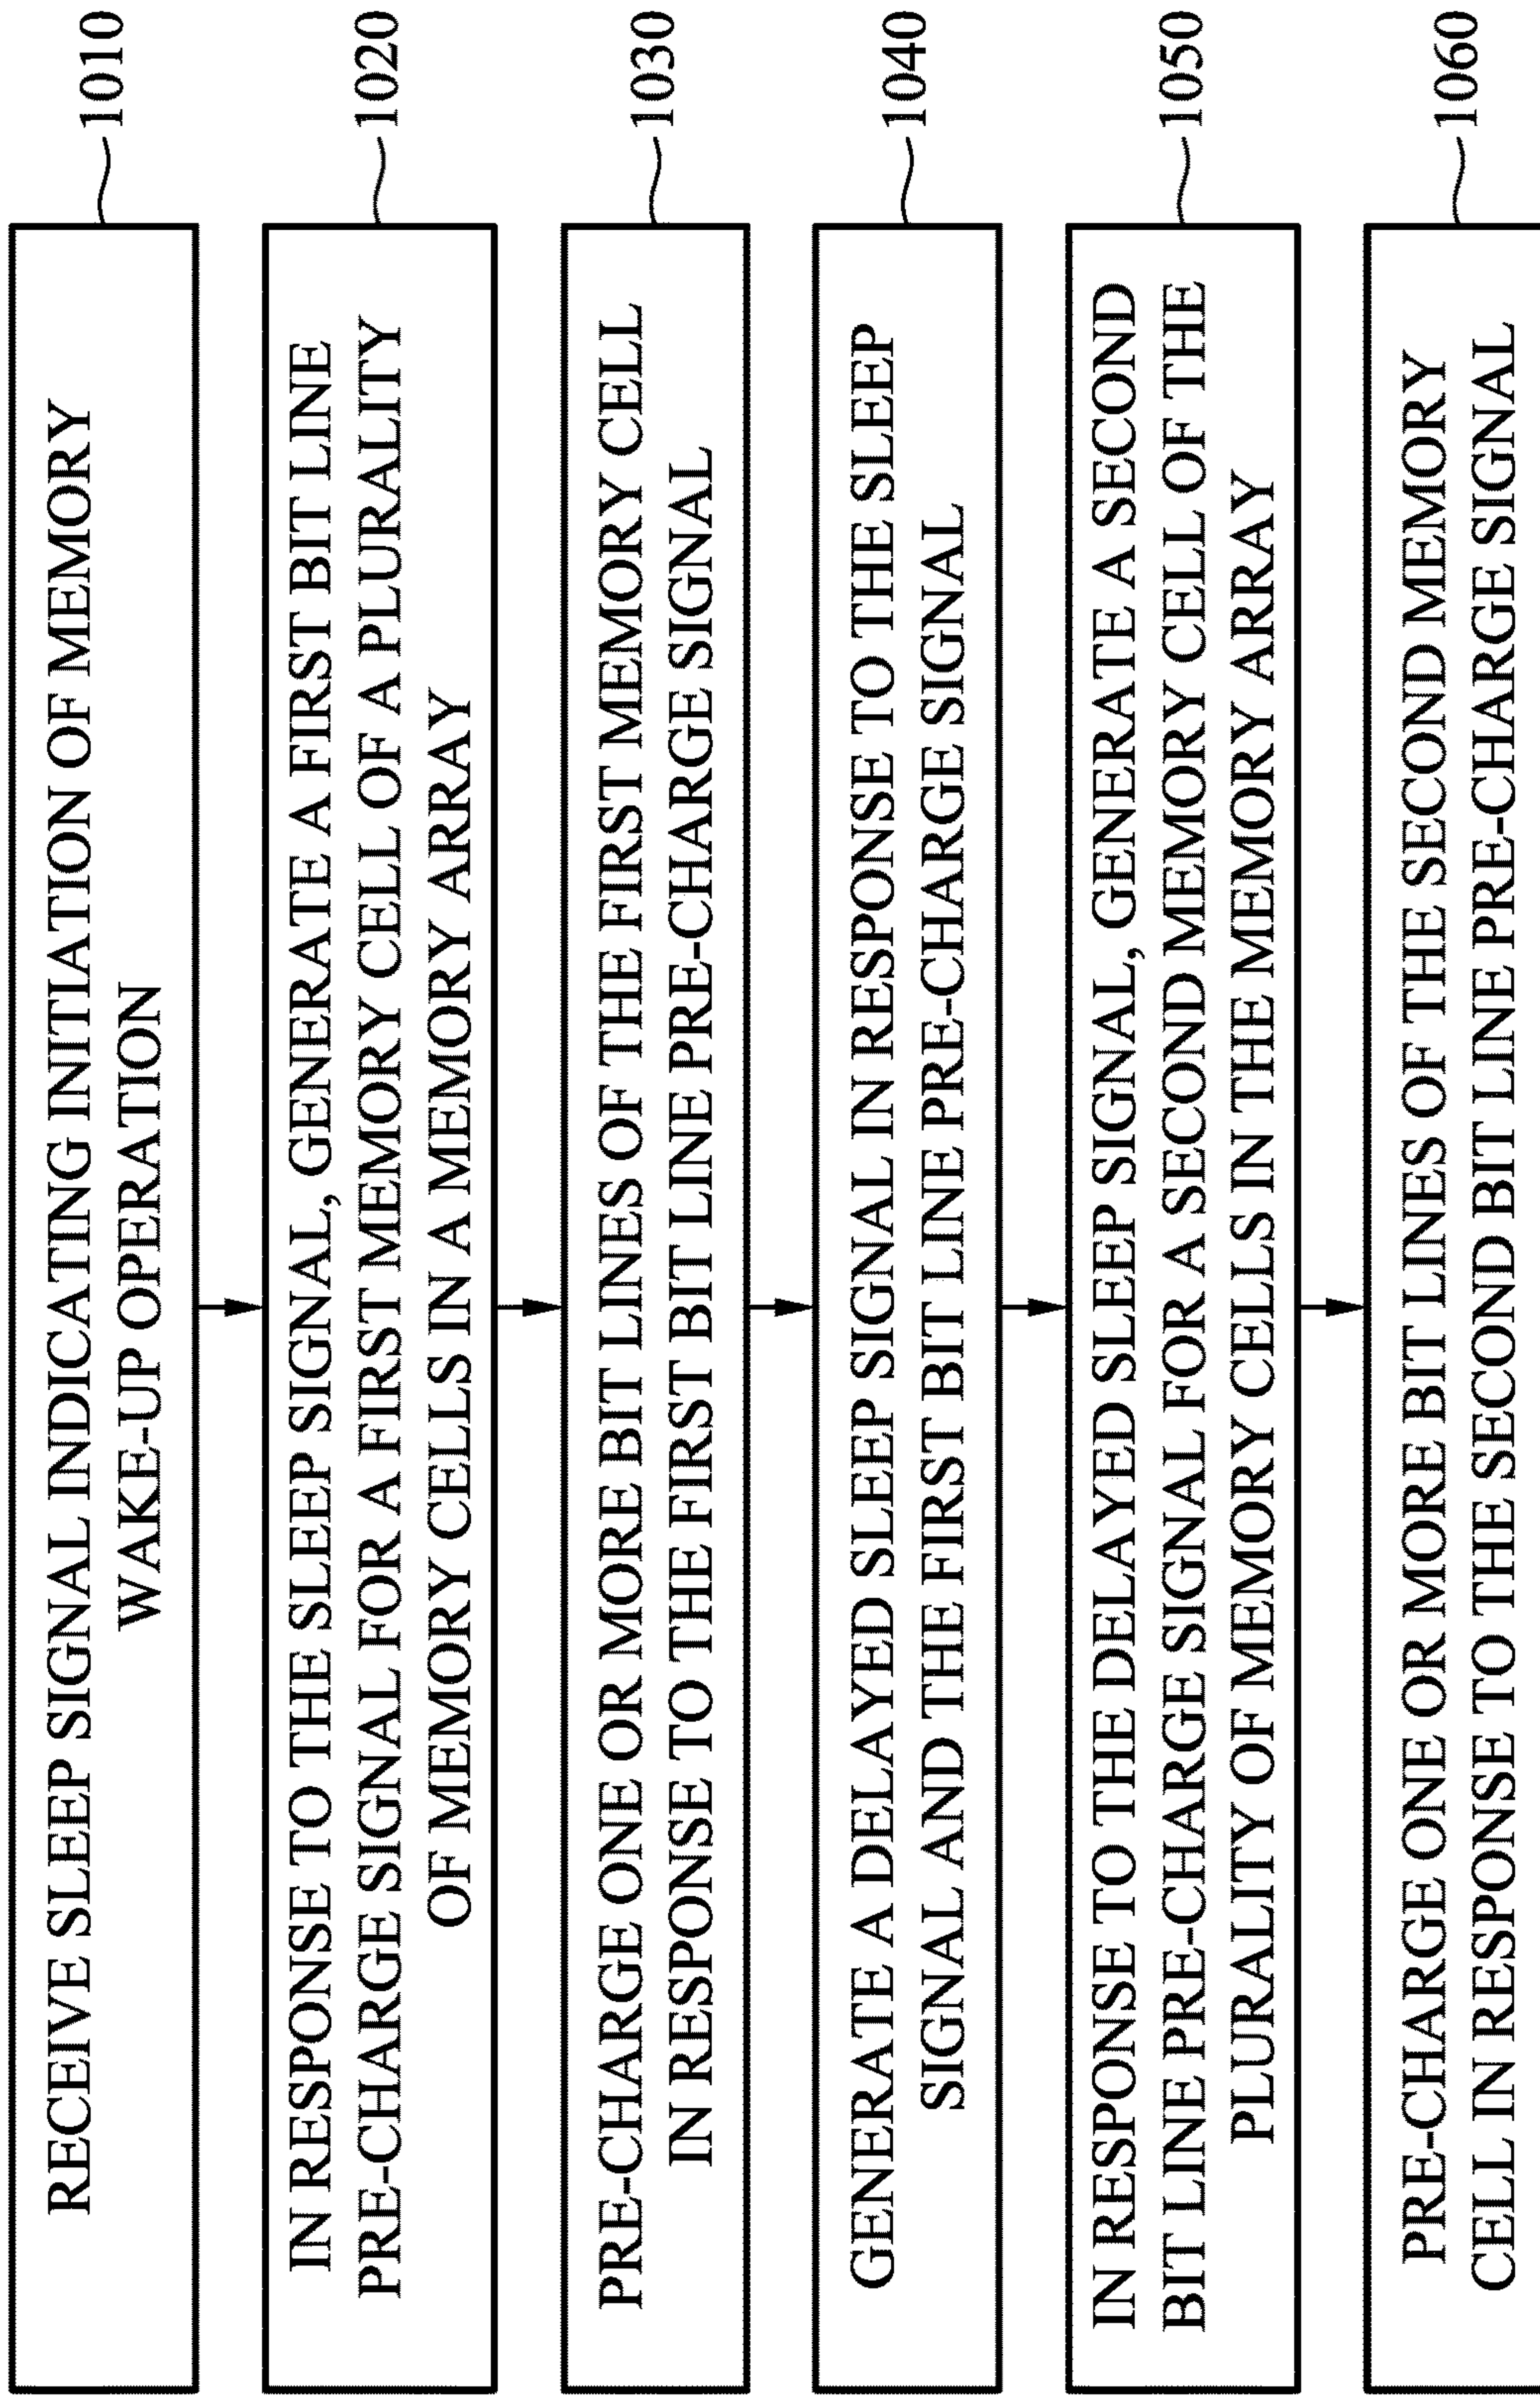 RECEIVE SLEEP SIGNAL INDICATING INITIATION OF MEMORY
WAKE-UP OPERATION
1010
IN RESPONSE TO THE SLEEP SIGNAL, GENERATE A FIRST BIT LINE
PRE-CHARGE SIGNAL FOR A FIRST MEMORY CELL OF A PLURALITY
OF MEMORY CELLS IN A MEMORY ARRAY
1020
PRE-CHARGE ONE OR MORE BIT LINES OF THE FIRST MEMORY CELL
IN RESPONSE TO THE FIRST BIT LINE PRE-CHARGE SIGNAL
1030
GENERATE A DELAYED SLEEP SIGNAL IN RESPONSE TO THE SLEEP
SIGNAL AND THE FIRST BIT LINE PRE-CHARGE SIGNAL
1040
IN RESPONSE TO THE DELAYED SLEEP SIGNAL, GENERATE A SECOND
BIT LINE PRE-CHARGE SIGNAL FOR A SECOND MEMORY CELL OF THE
PLURALITY OF MEMORY CELLS IN THE MEMORY ARRAY
1050
PRE-CHARGE ONE OR MORE BIT LINES OF THE SECOND MEMORY
CELL IN RESPONSE TO THE SECOND BIT LINE PRE-CHARGE SIGNAL
1060